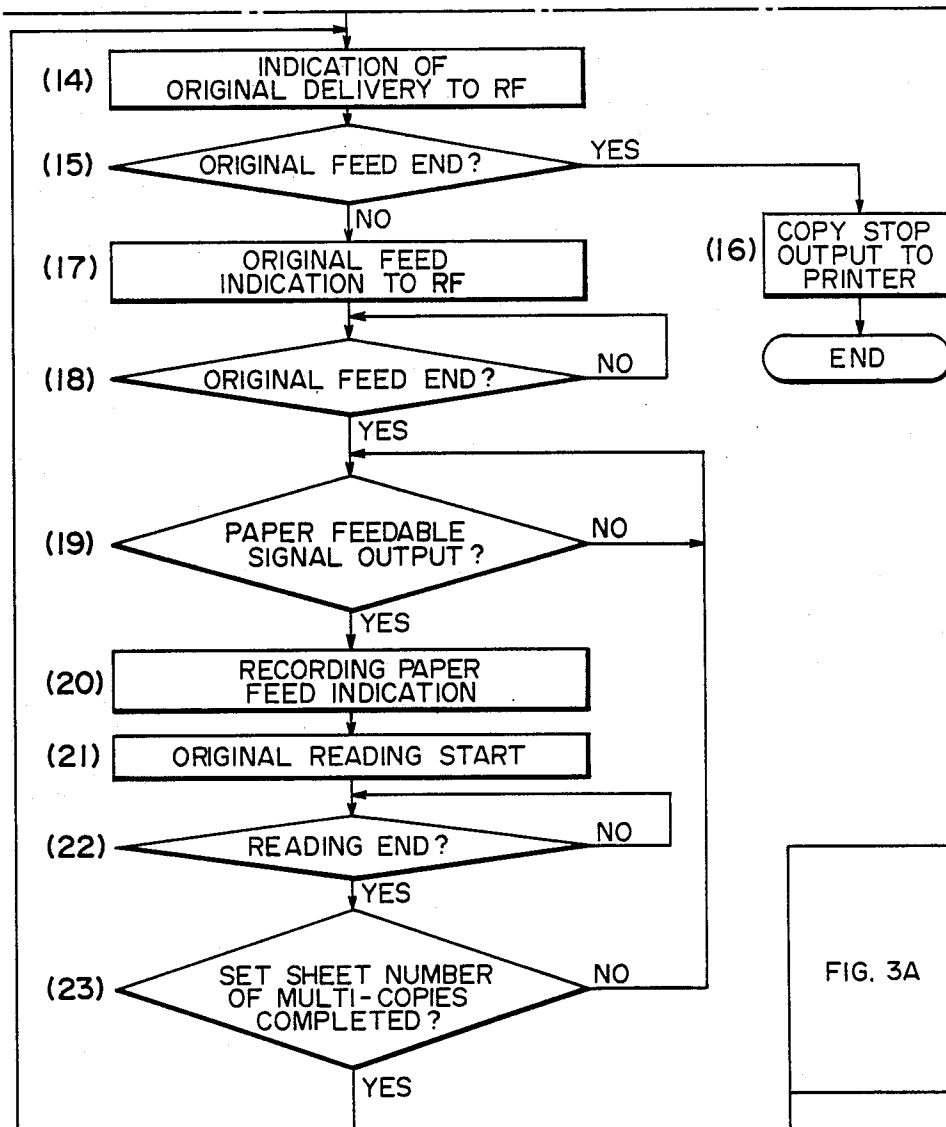 (14)
INDICATION OF
ORIGINAL DELIVERY TO RF
(15)
ORIGINAL FEED END?
YES
NO
(16)
COPY STOP
OUTPUT TO
PRINTER
END
(17)
ORIGINAL FEED
INDICATION TO RF
(18)
ORIGINAL FEED END?
NO
YES
(19)
PAPER FEEDABLE
SIGNAL OUTPUT?
NO
YES
(20)
RECORDING PAPER
FEED INDICATION
(21)
ORIGINAL READING START
(22)
READING END?
NO
YES
(23)
SET SHEET NUMBER
OF MULTI-COPIES
COMPLETED?
NO
YES
FIG. 3A